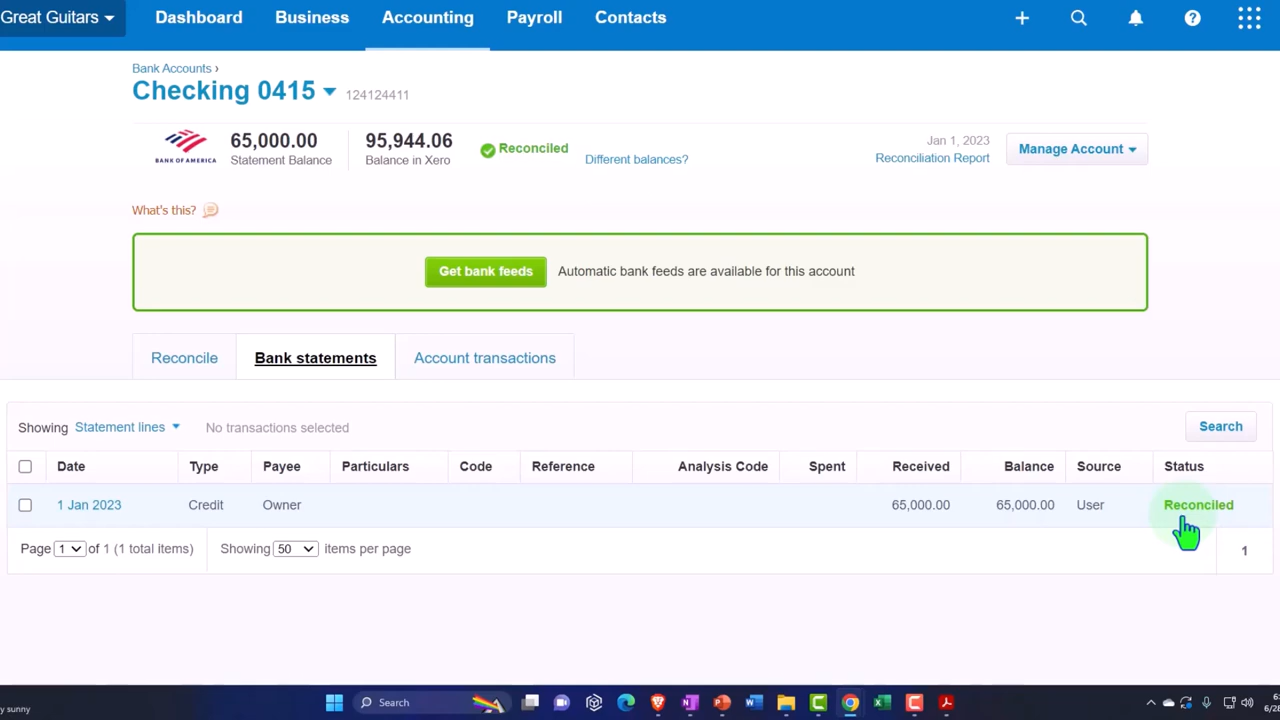 Great Guitars Dashboard Business Accounting Payroll Contacts
Bank Accounts ›
Checking 0415 124124411
BANK OF AMERICA
65,000.00
Statement Balance
95,944.06
Balance in Xero
Reconciled
Different balances?
Jan 1, 2023
Reconciliation Report
Manage Account
What's this?
Get bank feeds Automatic bank feeds are available for this account
Reconcile Bank statements Account transactions
Showing Statement lines No transactions selected Search
Date Type Payee Particulars Code Reference Analysis Code Spent Received Balance Source Status
1 Jan 2023 Credit Owner 65,000.00 65,000.00 User Reconciled
Page 1 of 1 (1 total items) Showing 50 items per page 1
Search
y sunny
6/28